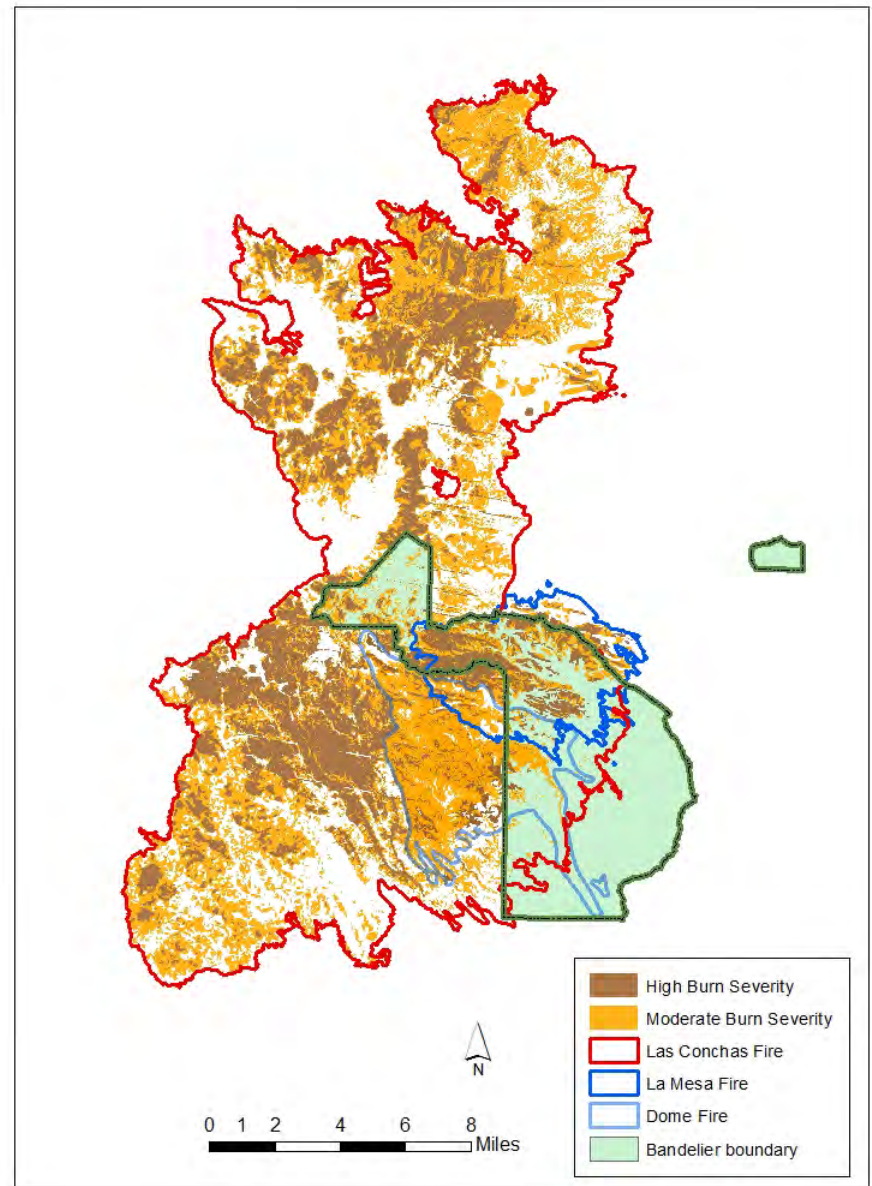 High Burn Severity
Moderate Burn Severity
Las Conchas Fire
La Mesa Fire
Dome Fire
Bandelier boundary
N
0 1 2 4 6 8
Miles